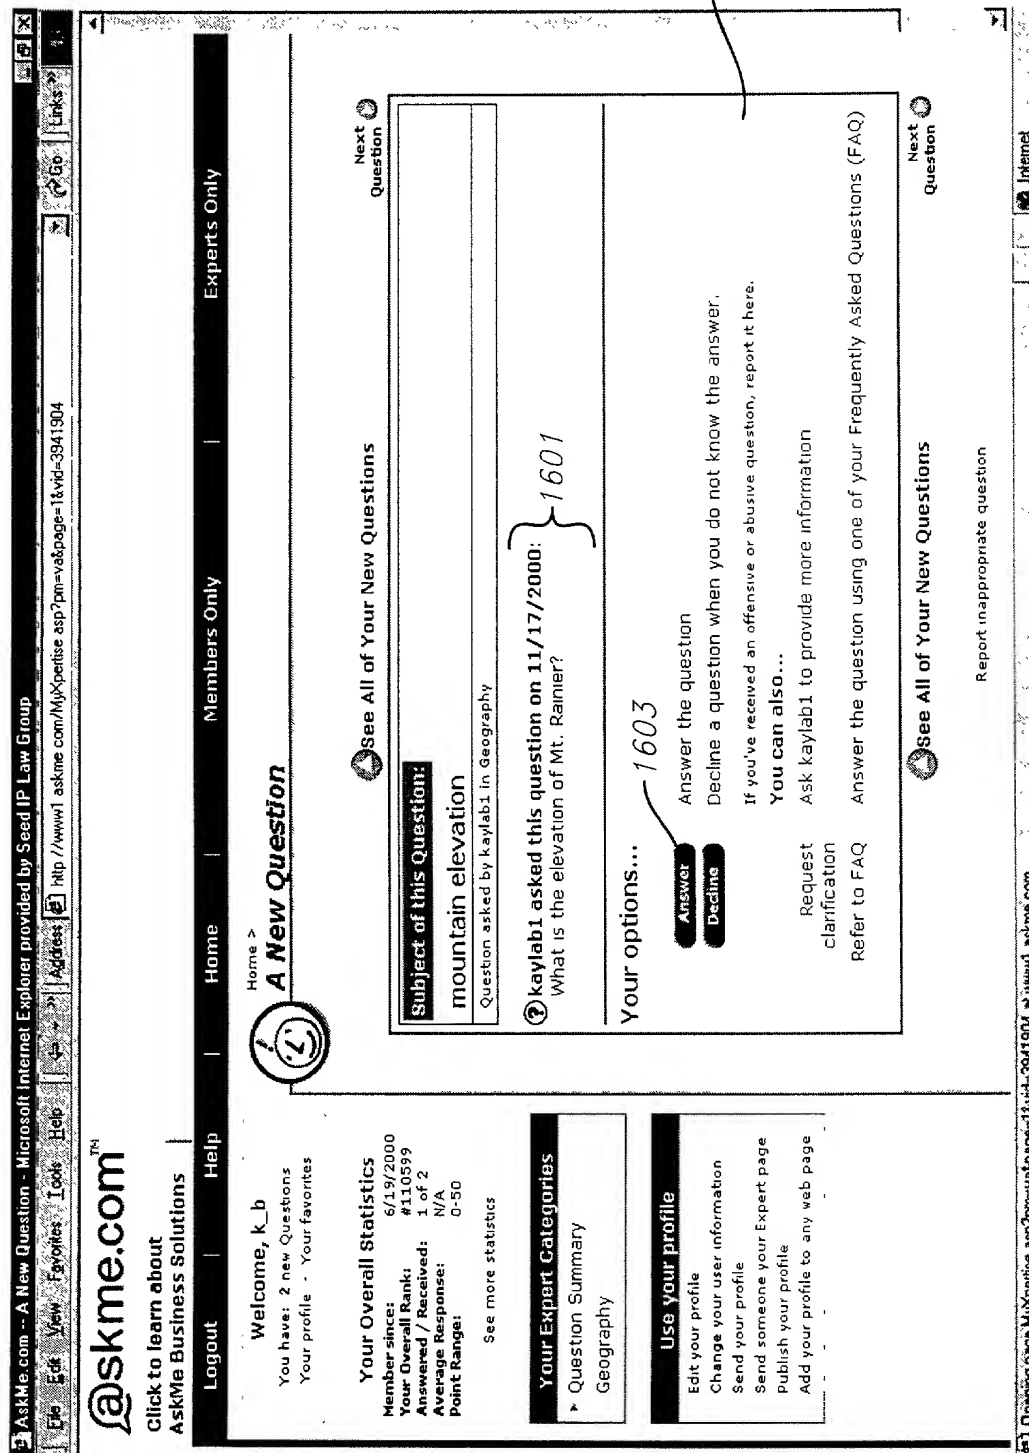 AskMe.com -- A New Question - Microsoft Internet Explorer provided by Seed IP Law Group
File Edit View Favorites Tools Help
Address http //www1 askme com/MyXpertise asp?pm=va&page=1&vid=3941904
Go Links »
@skme.com™
Click to learn about
AskMe Business Solutions
Logout | Help | Home | Members Only | Experts Only
Welcome, k_b
You have: 2 new Questions
Your profile - Your favorites
Your Overall Statistics
Member since: 6/19/2000
Your Overall Rank: #110599
Answered / Received: 1 of 2
Average Response: N/A
Point Range: 0-50
See more statistics
Your Expert Categories
Question Summary
Geography
Use your profile
Edit your profile
Change your user information
Send your profile
Send someone your Expert page
Publish your profile
Add your profile to any web page
Home >
A New Question
See All of Your New Questions
Next
Question
Subject of this Question:
mountain elevation
Question asked by kaylab1 in Geography
kaylab1 asked this question on 11/17/2000:
What is the elevation of Mt. Rainier?
1601
Your options...
1603
Answer Answer the question
Decline Decline a question when you do not know the answer.
If you've received an offensive or abusive question, report it here.
You can also...
Request clarification Ask kaylab1 to provide more information
Refer to FAQ Answer the question using one of your Frequently Asked Questions (FAQ)
See All of Your New Questions
Next
Question
Report inappropriate question
Internet